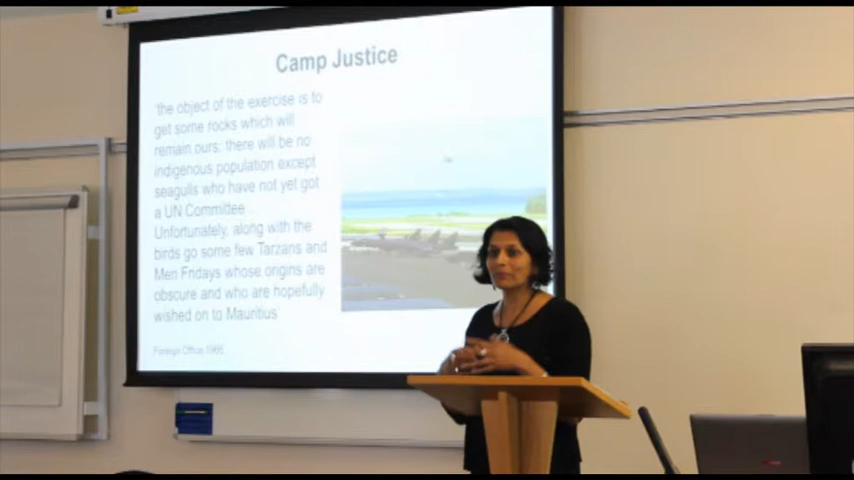 Camp Justice
'the object of the exercise is to
get some rocks which will
remain ours: there will be no
indigenous population except
seagulls who have not yet got
a UN Committee ..
Unfortunately, along with the
birds go some few Tarzans and
Men Fridays whose origins are
obscure and who are hopefully
wished on to Mauritius'
Foreign Office 1966